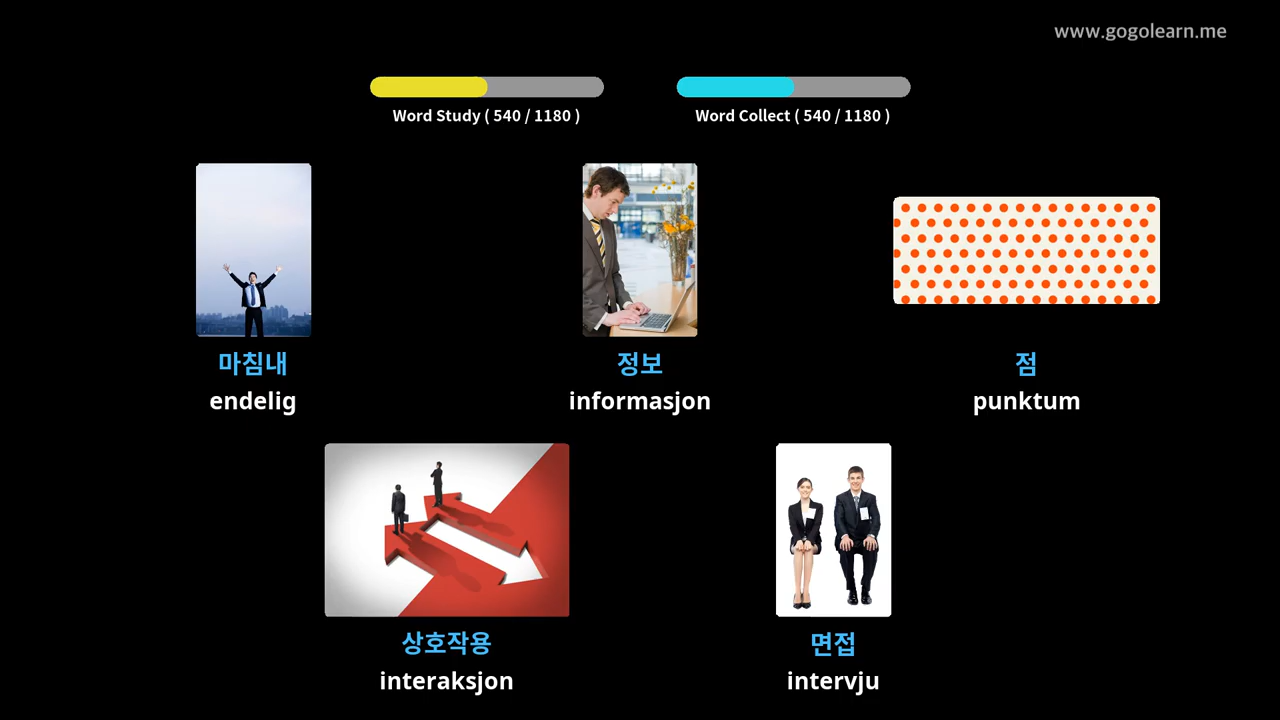 www.gogolearn.me
Word Study ( 540 / 1180 )
Word Collect ( 540 / 1180 )
마침내
endelig
정보
informasjon
점
punktum
상호작용
interaksjon
면접
intervju